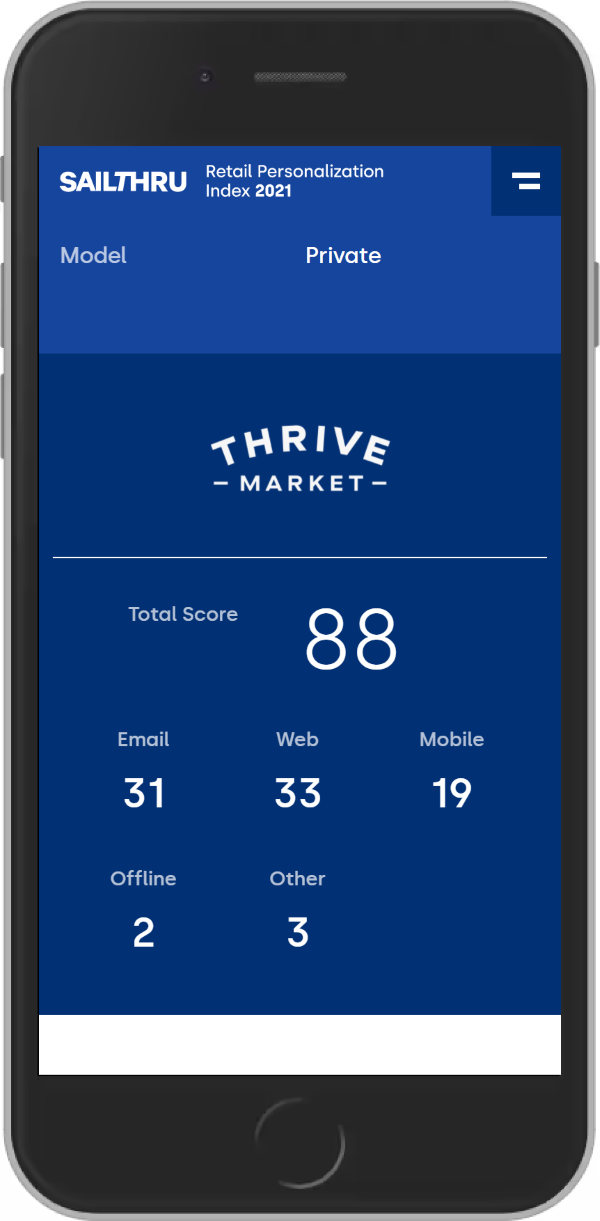 SAILTHRU
Retail Personalization
Index 2021
Model Private
THRIVE
– MARKET –
Total Score 88
Email Web Mobile
31 33 19
Offline Other
2 3